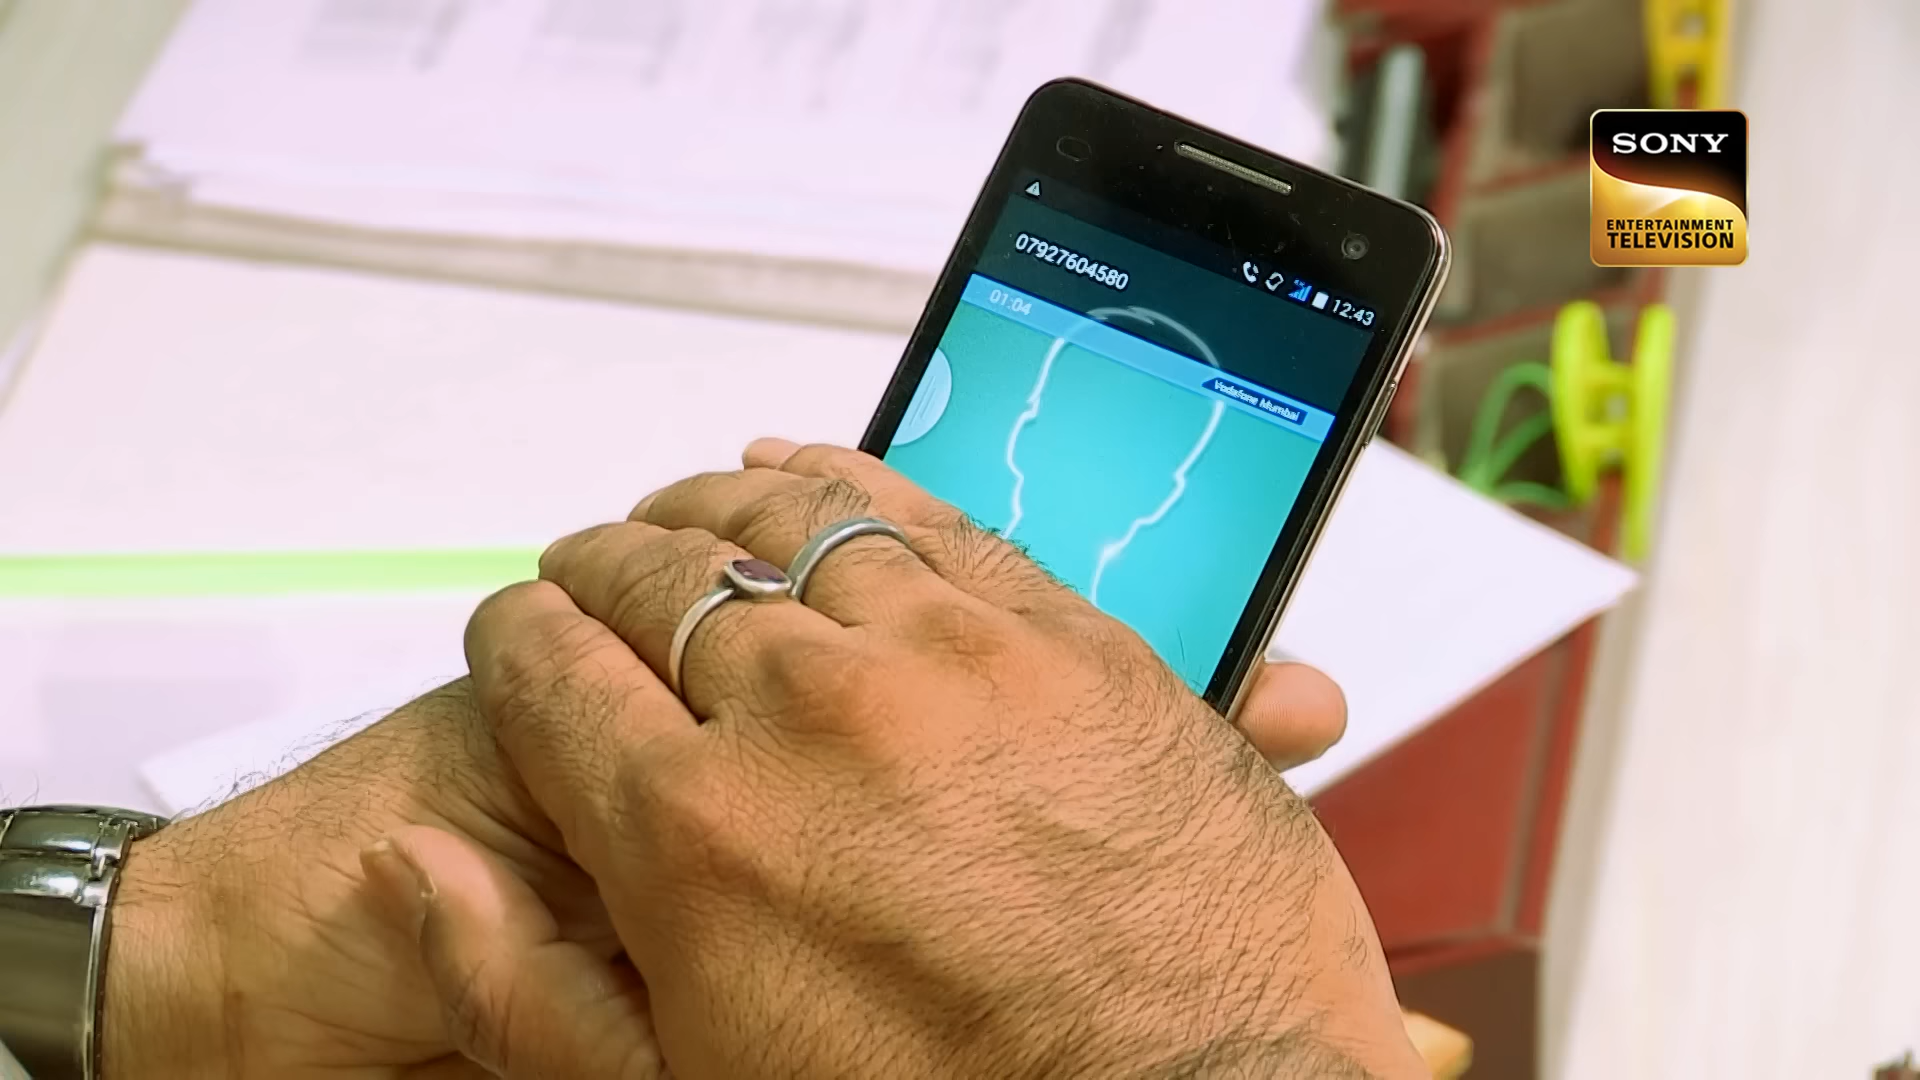 SONY
ENTERTAINMENT
TELEVISION
12:43
07927604580
01:04
Vodafone Mumbai